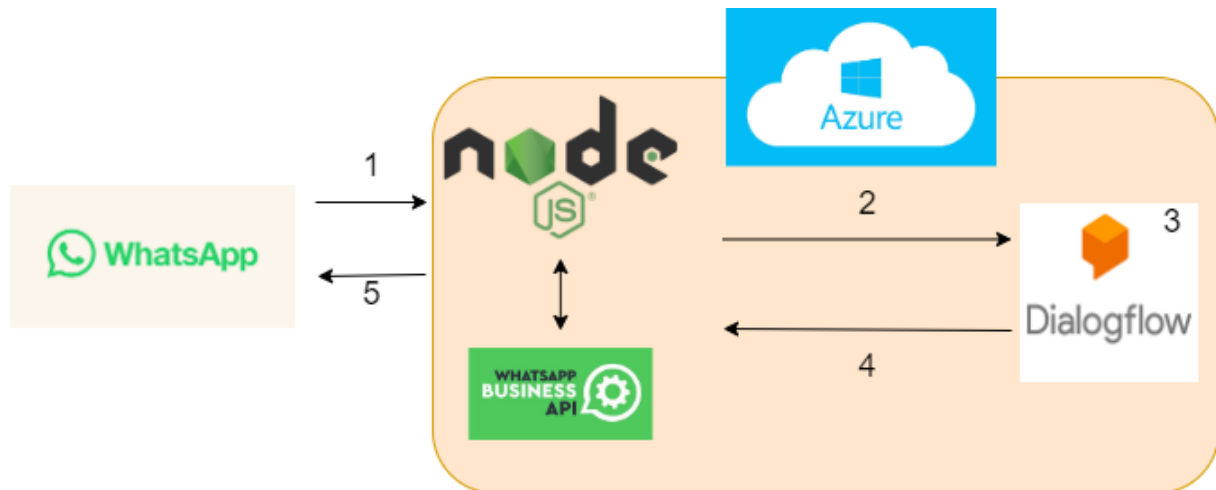 Azure
node
JS
®
1
WhatsApp
5
2
3
Dialogflow
4
WHATSAPP
BUSINESS
API